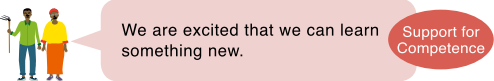 We are excited that we can learn
something new.
Support for
Competence